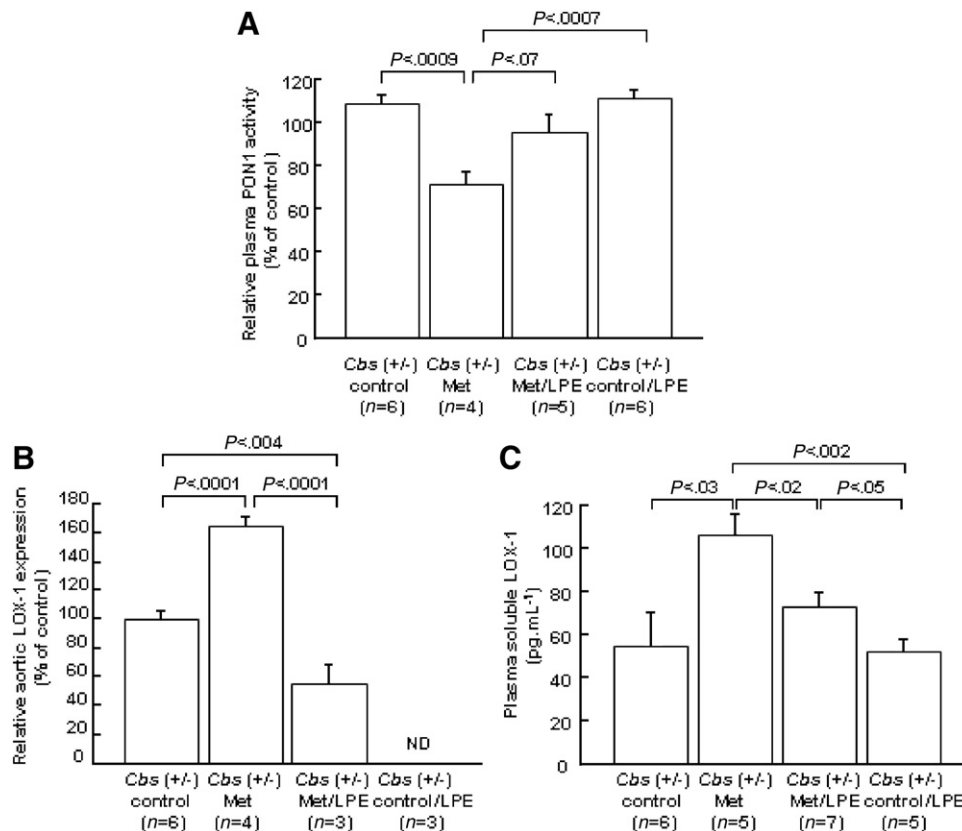 A
P<.0007
P<.0009
P<.07
120
100
80
60
40
20
0
Relative plasma PON1 activity
(% of control)
Cbs (+/-) Cbs (+/-) Cbs (+/-) Cbs (+/-)
control Met Met/LPE control/LPE
(n=6) (n=4) (n=5) (n=6)
B
P<.004
P<.0001 P<.0001
180
160
140
120
100
80
60
40
20
0
Relative aortic LOX-1 expression
(% of control)
ND
Cbs (+/-) Cbs (+/-) Cbs (+/-) Cbs (+/-)
control Met Met/LPE control/LPE
(n=6) (n=4) (n=3) (n=3)
C
P<.002
P<.03 P<.02 P<.05
120
100
80
60
40
20
0
Plasma soluble LOX-1
(pg.mL-1)
Cbs (+/-) Cbs (+/-) Cbs (+/-) Cbs (+/-)
control Met Met/LPE control/LPE
(n=6) (n=5) (n=7) (n=5)